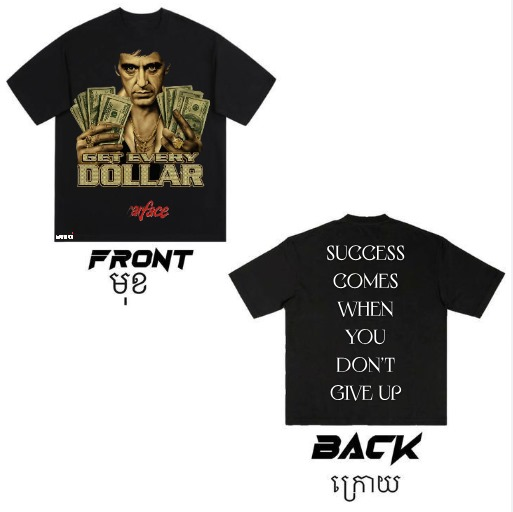 GET EVERY
DOLLAR
FRONT
មុខ
SUCCESS
COMES
WHEN
YOU
DON'T
GIVE UP
BACK
ក្រោយ